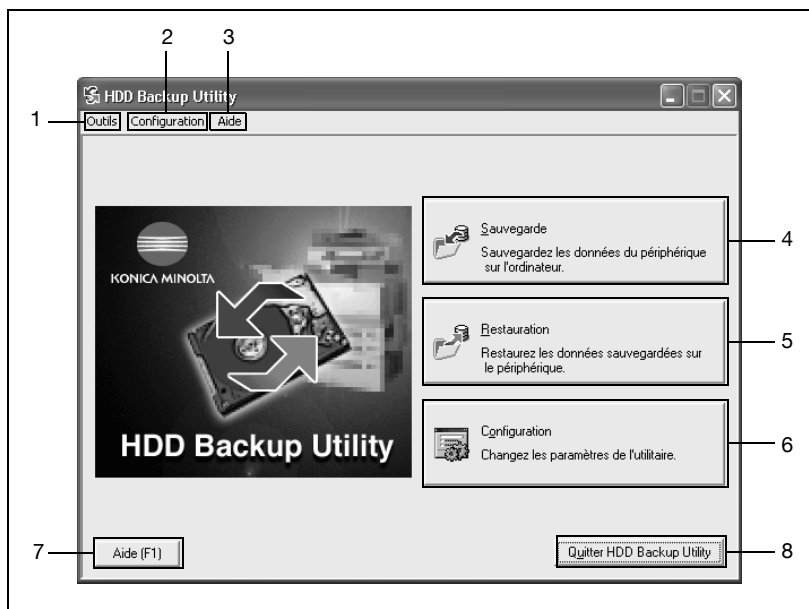 2
3
HDD Backup Utility
1
Outils Configuration Aide
KONICA MINOLTA
HDD Backup Utility
Sauvegarde
Sauvegardez les données du périphérique
sur l'ordinateur.
4
Restauration
Restaurez les données sauvegardées sur
le périphérique.
5
Configuration
Changez les paramètres de l'utilitaire.
6
7
Aide (F1)
Quitter HDD Backup Utility
8